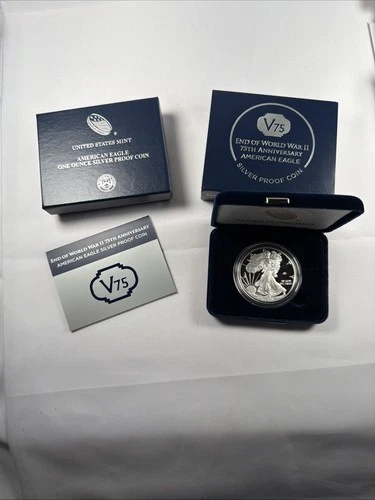 UNITED STATES MINT
AMERICAN EAGLE
ONE OUNCE SILVER PROOF COIN
V75
END OF WORLD WAR II
75TH ANNIVERSARY
AMERICAN EAGLE
SILVER PROOF COIN
END OF WORLD WAR II 75TH ANNIVERSARY
AMERICAN EAGLE SILVER PROOF COIN
V75